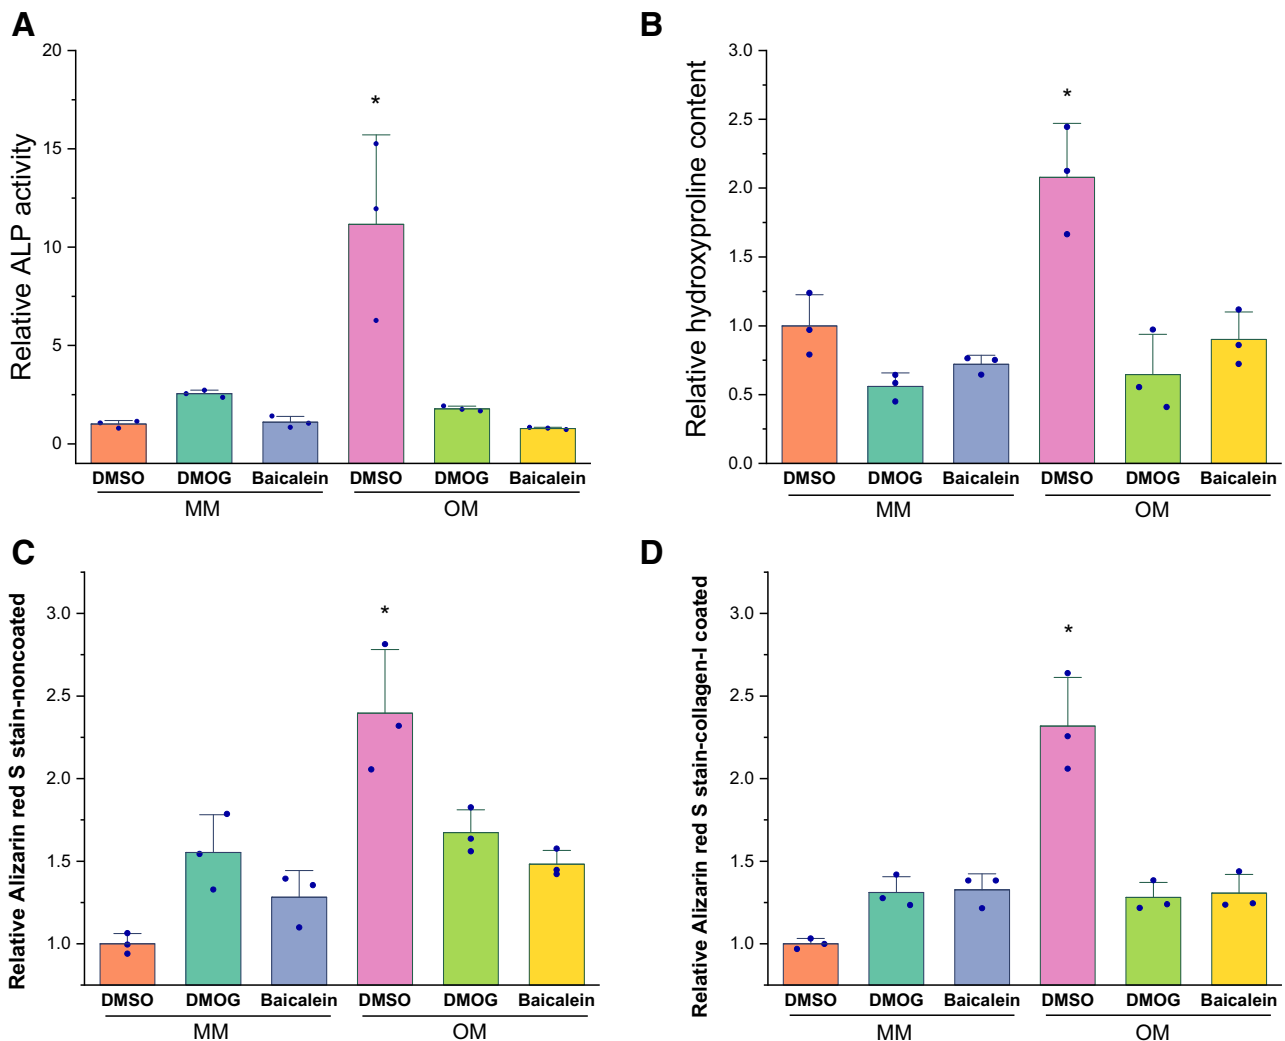 A
B
Relative ALP activity
20
15
10
5
0
*
DMSO DMOG Baicalein DMSO DMOG Baicalein
MM OM
Relative hydroxyproline content
3.0
2.5
2.0
1.5
1.0
0.5
0.0
*
DMSO DMOG Baicalein DMSO DMOG Baicalein
MM OM
C
D
Relative Alizarin red S stain-noncoated
3.0
2.5
2.0
1.5
1.0
*
DMSO DMOG Baicalein DMSO DMOG Baicalein
MM OM
Relative Alizarin red S stain-collagen-I coated
3.0
2.5
2.0
1.5
1.0
*
DMSO DMOG Baicalein DMSO DMOG Baicalein
MM OM